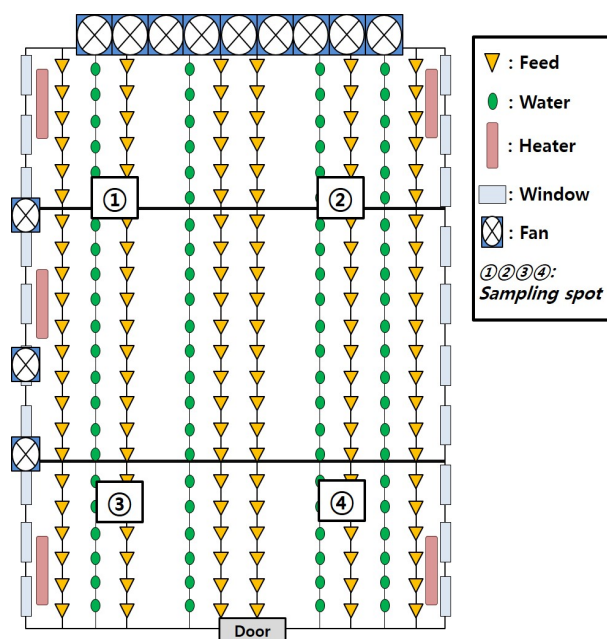 : Feed
: Water
: Heater
: Window
: Fan
①②③④:
Sampling spot
①
②
③
④
Door